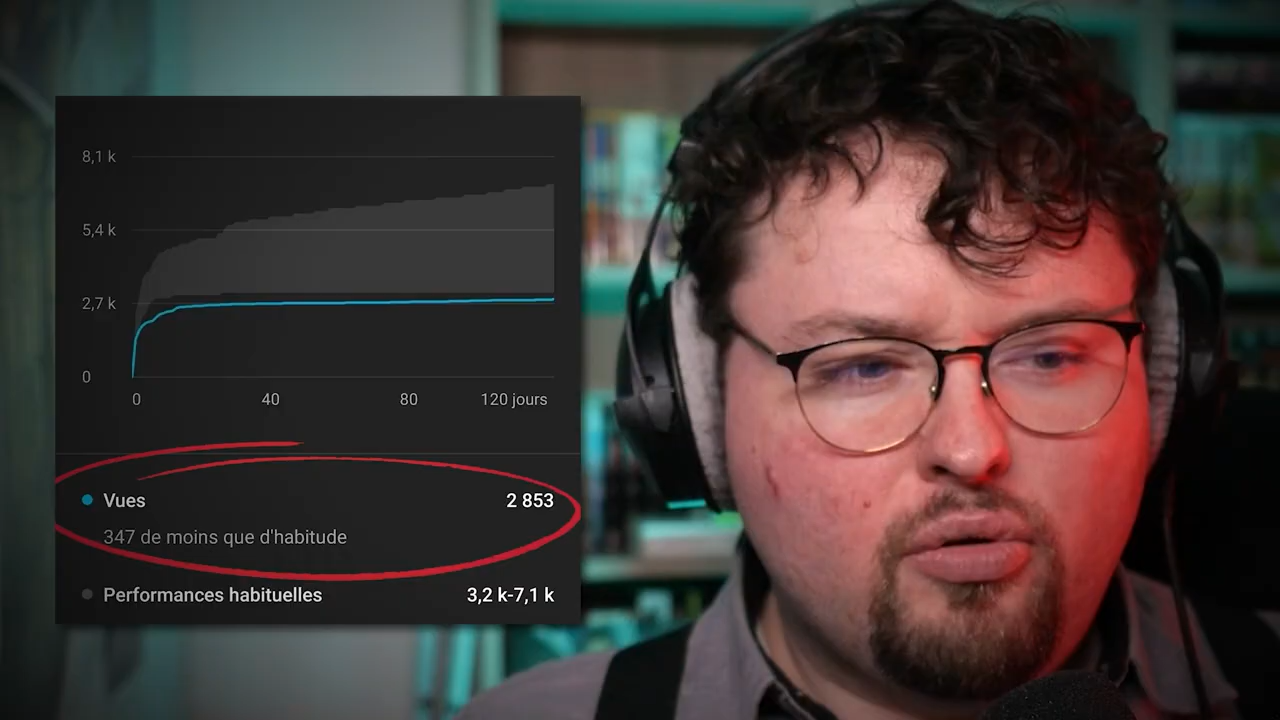 8,1 k
5,4 k
2,7 k
0
0 40 80 120 jours
Vues 2 853
347 de moins que d'habitude
Performances habituelles 3,2 k-7,1 k